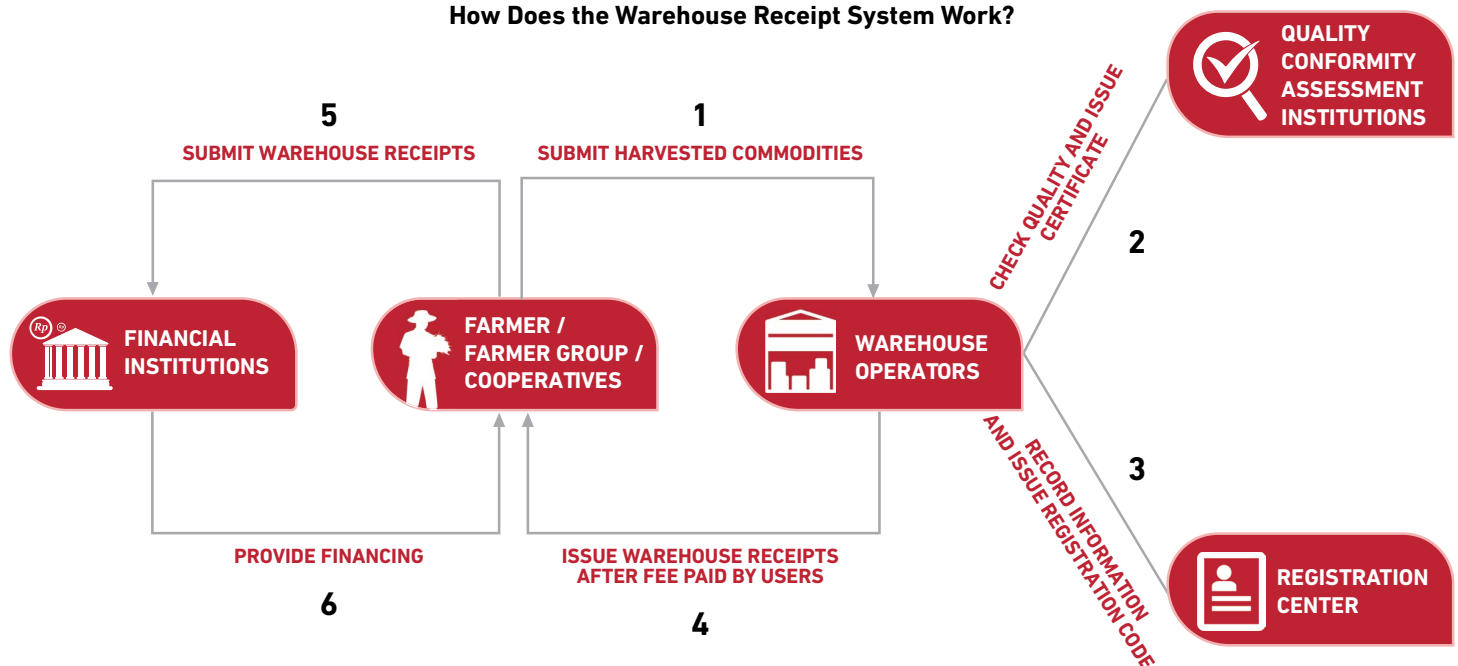 How Does the Warehouse Receipt System Work?
5
SUBMIT WAREHOUSE RECEIPTS
1
SUBMIT HARVESTED COMMODITIES
CHECK QUALITY AND ISSUE
CERTIFICATE
2
QUALITY
CONFORMITY
ASSESSMENT
INSTITUTIONS
Rp
Rp
FINANCIAL
INSTITUTIONS
FARMER /
FARMER GROUP /
COOPERATIVES
WAREHOUSE
OPERATORS
PROVIDE FINANCING
6
ISSUE WAREHOUSE RECEIPTS
AFTER FEE PAID BY USERS
4
RECORD INFORMATION
AND ISSUE REGISTRATION CODE
3
REGISTRATION
CENTER